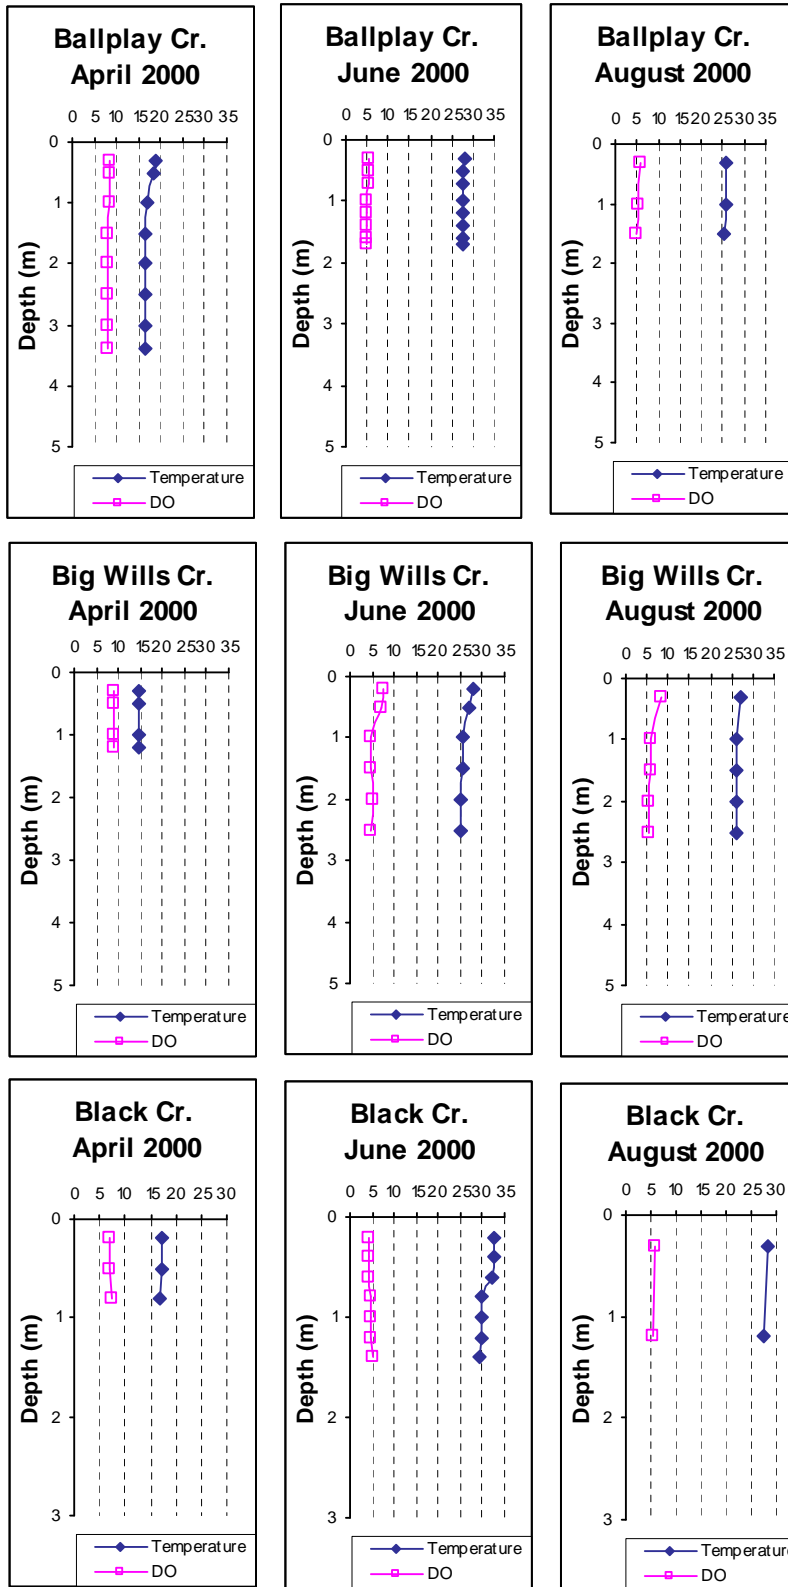 Ballplay Cr.
April 2000
0 5 10 15 20 25 30 35
0
1
2
3
4
5
Depth (m)
Temperature
DO
Ballplay Cr.
June 2000
0 5 10 15 20 25 30 35
0
1
2
3
4
5
Depth (m)
Temperature
DO
Ballplay Cr.
August 2000
0 5 10 15 20 25 30 35
0
1
2
3
4
5
Depth (m)
Temperature
DO
Big Wills Cr.
April 2000
0 5 10 15 20 25 30 35
0
1
2
3
4
5
Depth (m)
Temperature
DO
Big Wills Cr.
June 2000
0 5 10 15 20 25 30 35
0
1
2
3
4
5
Depth (m)
Temperature
DO
Big Wills Cr.
August 2000
0 5 10 15 20 25 30 35
0
1
2
3
4
5
Depth (m)
Temperature
DO
Black Cr.
April 2000
0 5 10 15 20 25 30
0
1
2
3
Depth (m)
Temperature
DO
Black Cr.
June 2000
0 5 10 15 20 25 30 35
0
1
2
3
Depth (m)
Temperature
DO
Black Cr.
August 2000
0 5 10 15 20 25 30
0
1
2
3
Depth (m)
Temperature
DO